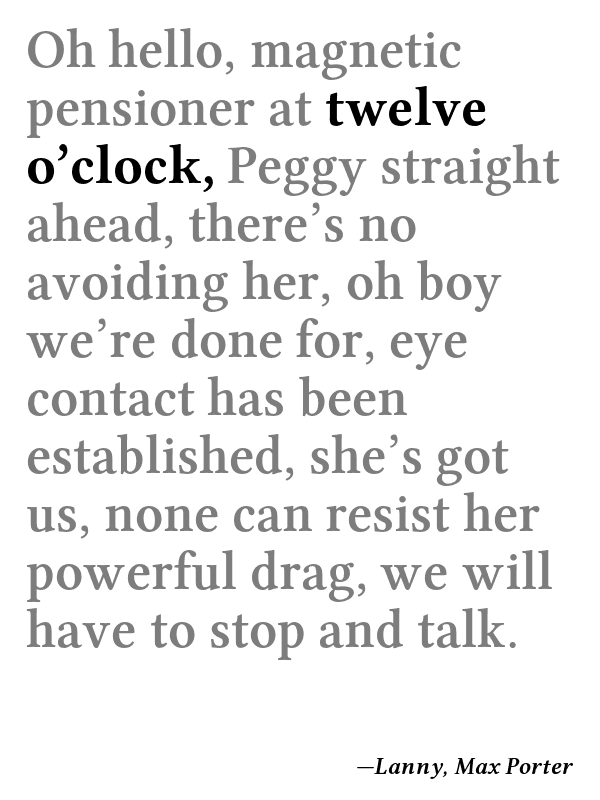 Oh hello, magnetic
pensioner at twelve
o’clock, Peggy straight
ahead, there’s no
avoiding her, oh boy
we’re done for, eye
contact has been
established, she’s got
us, none can resist her
powerful drag, we will
have to stop and talk.
—Lanny, Max Porter